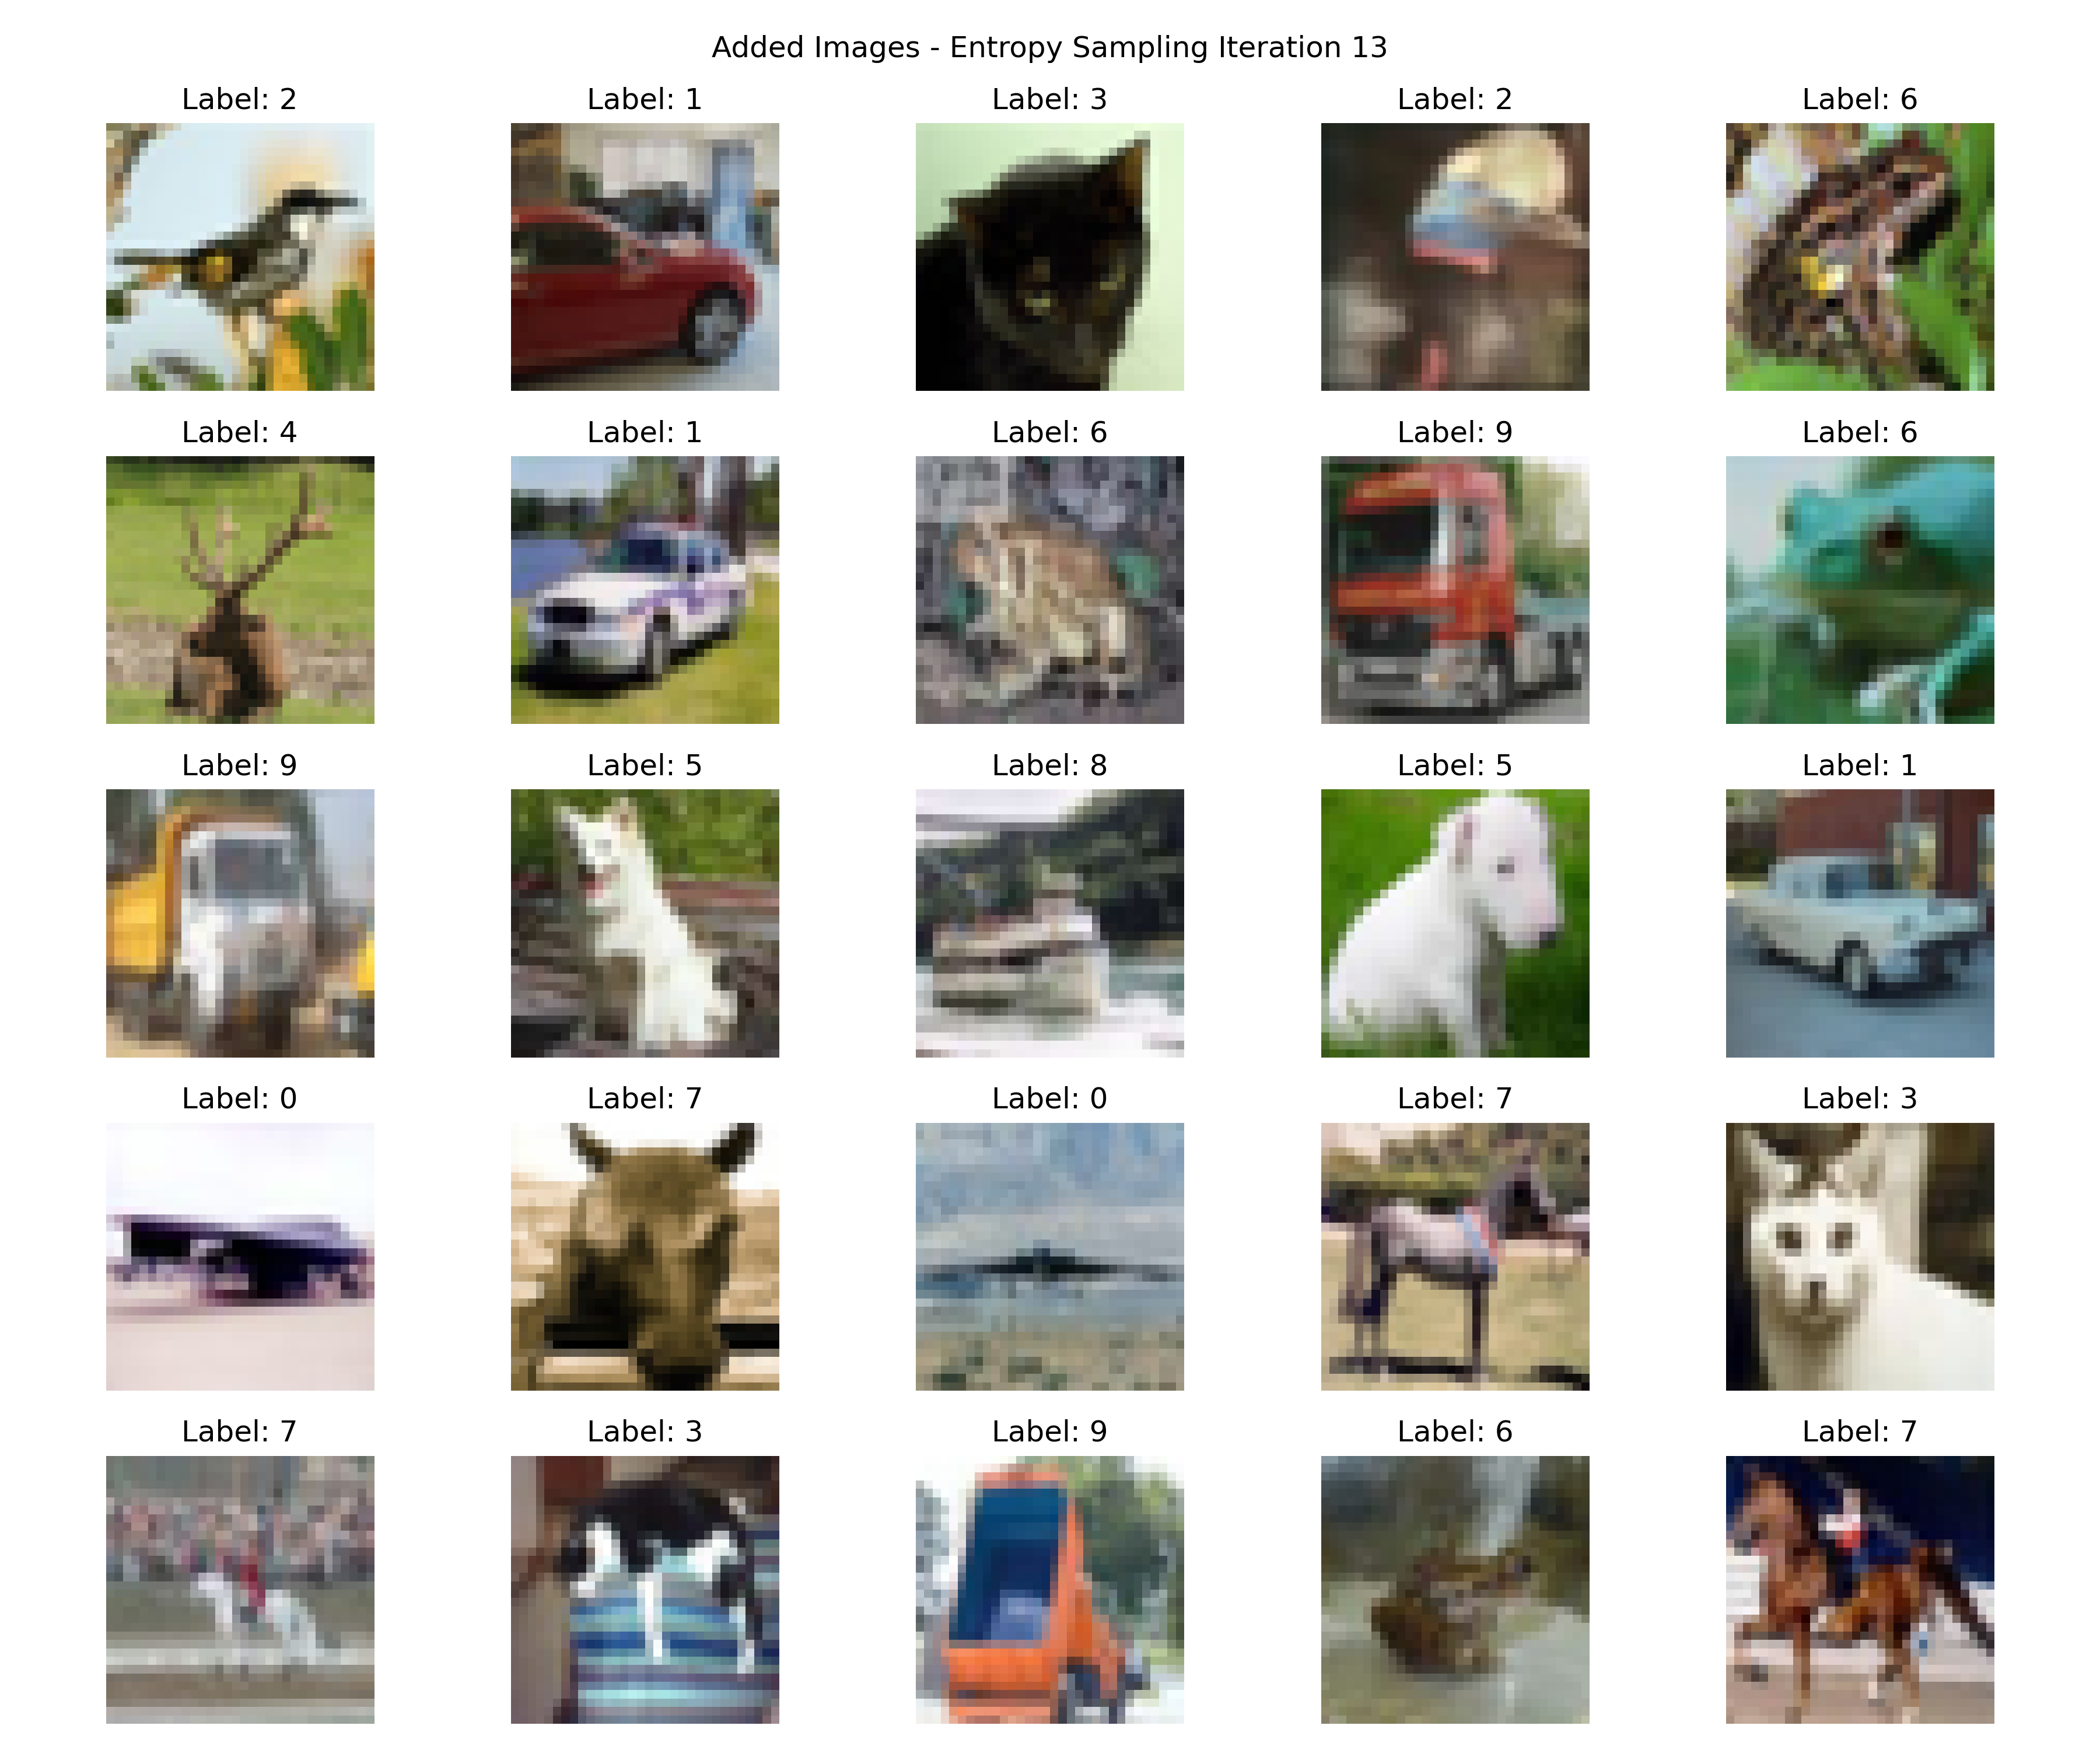 Added Images - Entropy Sampling Iteration 13
Label: 2 Label: 1 Label: 3 Label: 2 Label: 6
Label: 4 Label: 1 Label: 6 Label: 9 Label: 6
Label: 9 Label: 5 Label: 8 Label: 5 Label: 1
Label: 0 Label: 7 Label: 0 Label: 7 Label: 3
Label: 7 Label: 3 Label: 9 Label: 6 Label: 7